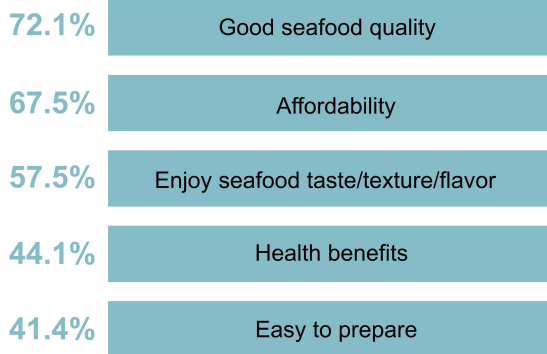 72.1% Good seafood quality
67.5% Affordability
57.5% Enjoy seafood taste/texture/flavor
44.1% Health benefits
41.4% Easy to prepare